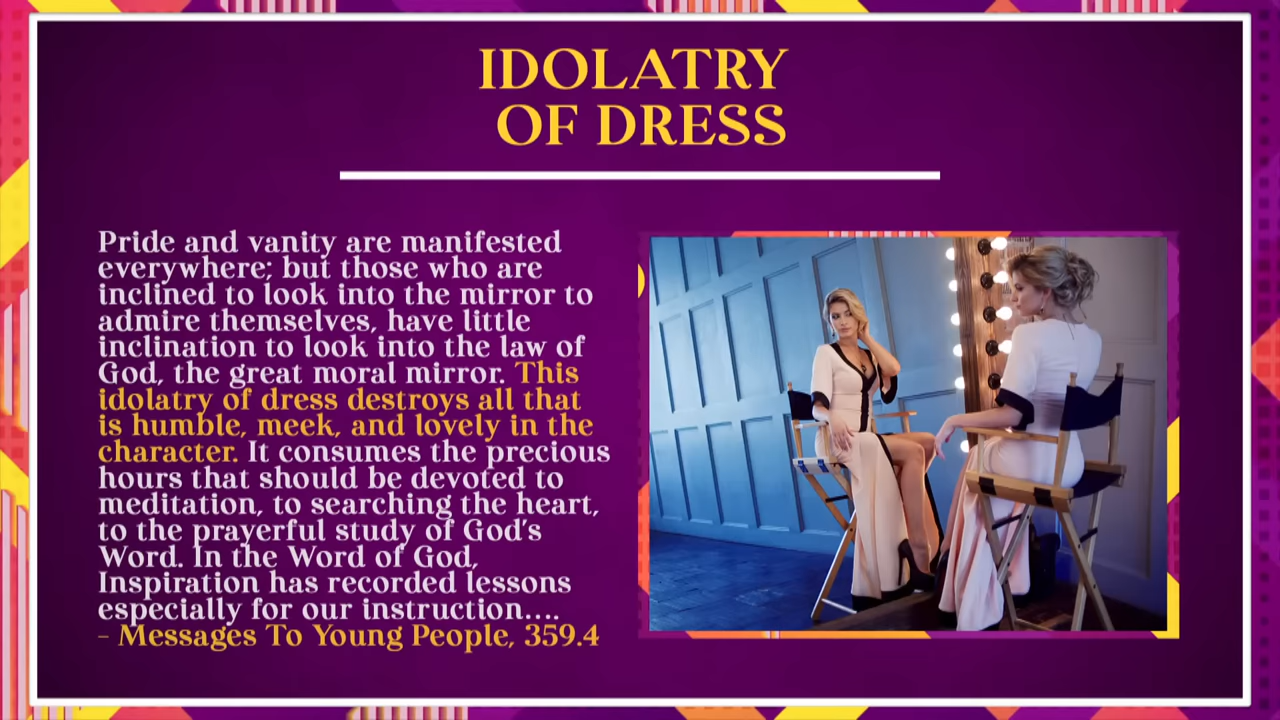 IDOLATRY
OF DRESS
Pride and vanity are manifested
everywhere; but those who are
inclined to look into the mirror to
admire themselves, have little
inclination to look into the law of
God, the great moral mirror. This
idolatry of dress destroys all that
is humble, meek, and lovely in the
character. It consumes the precious
hours that should be devoted to
meditation, to searching the heart,
to the prayerful study of God's
Word. In the Word of God,
Inspiration has recorded lessons
especially for our instruction....
- Messages To Young People, 359.4